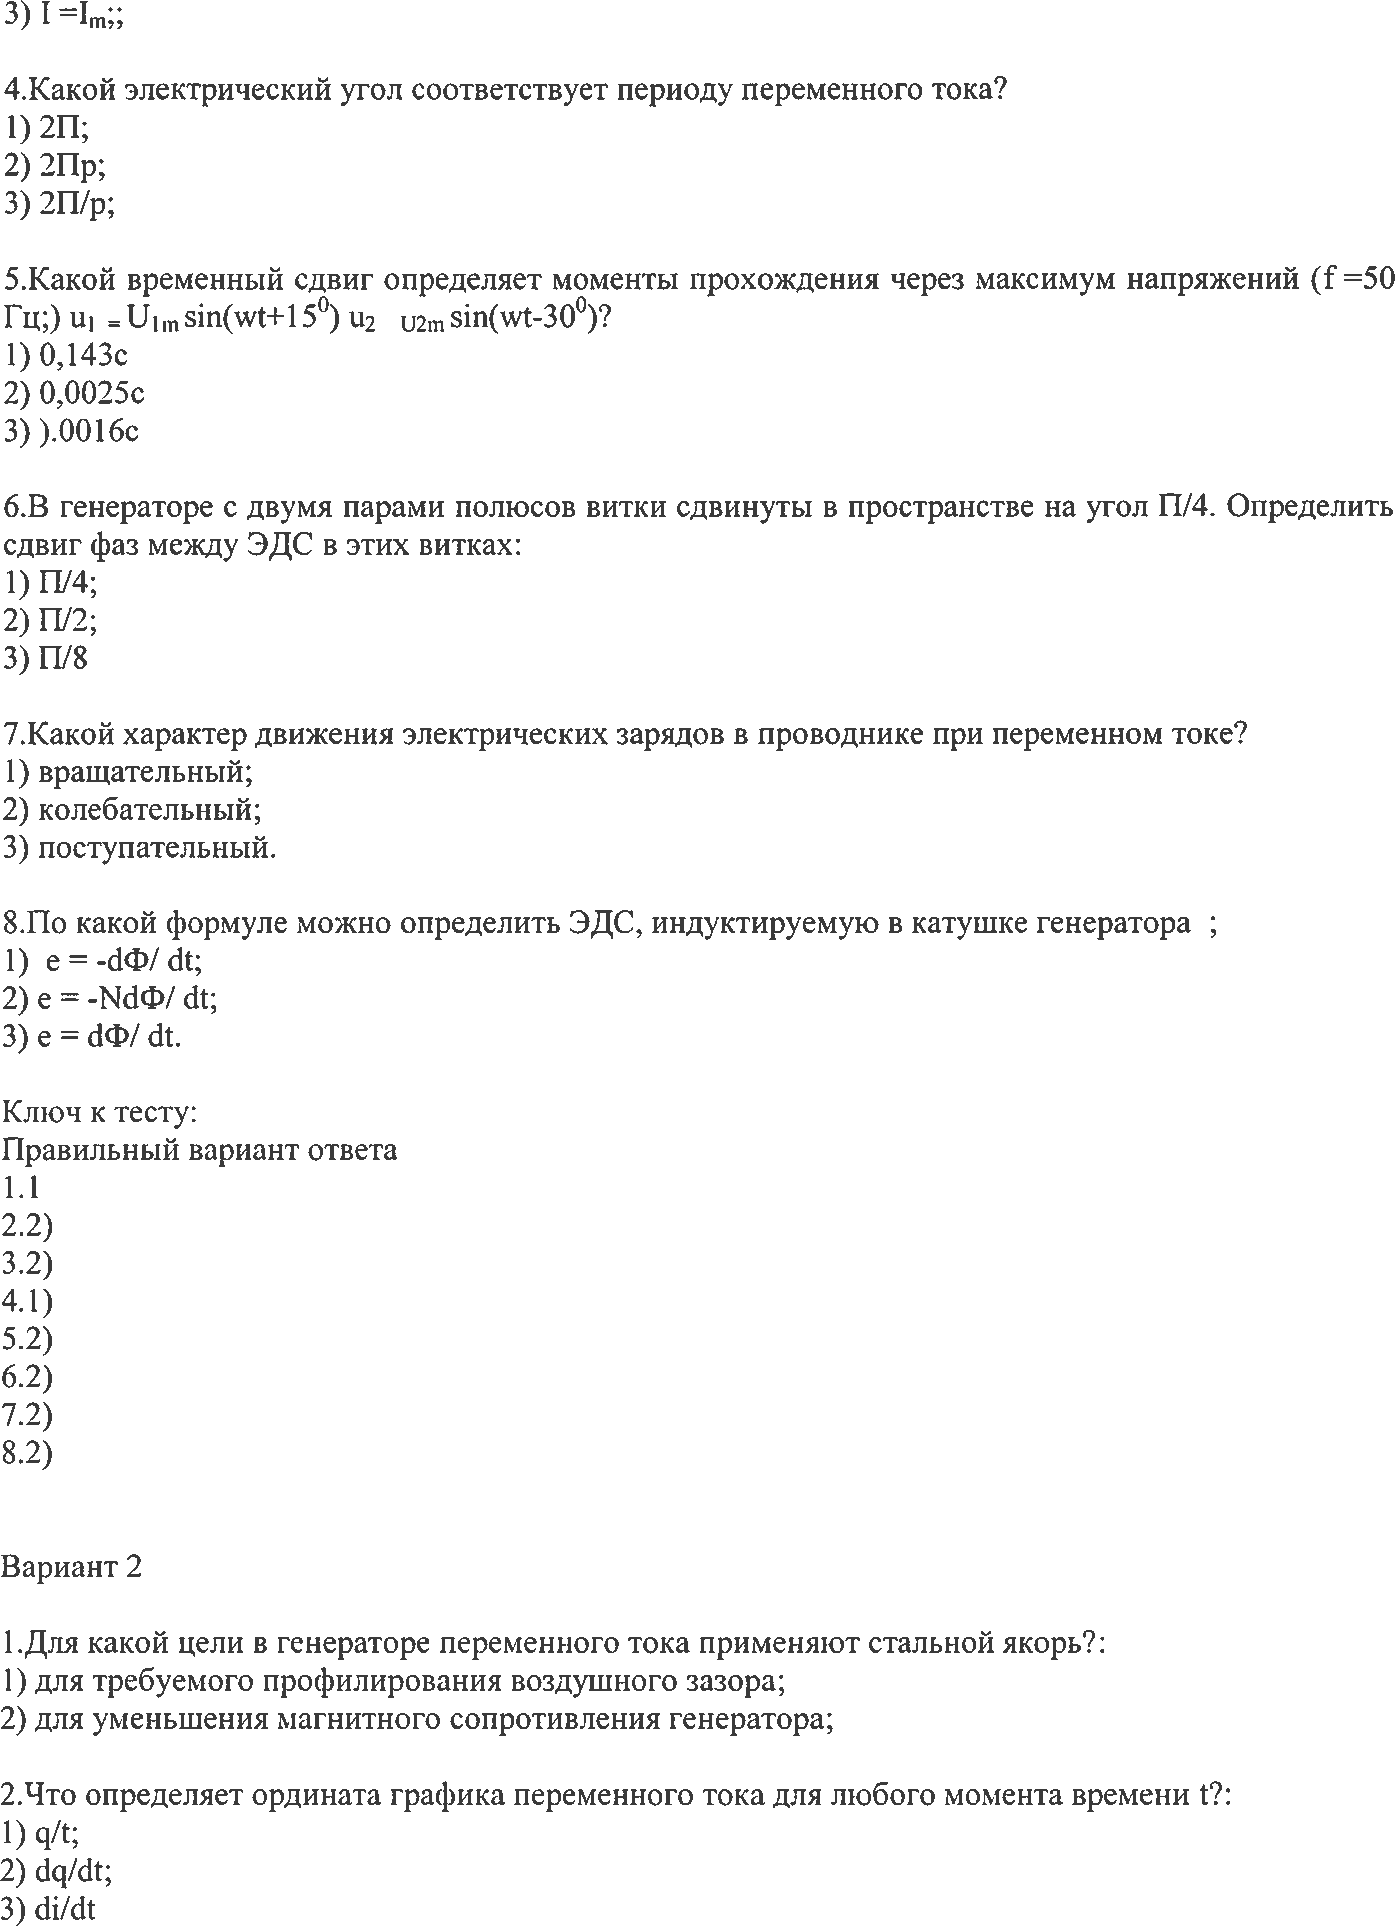 3) I =Im;;
4.Какой электрический угол соответствует периоду переменного тока?
1) 2П;
2) 2Пр;
3) 2П/р;
5.Какой временный сдвиг определяет моменты прохождения через максимум напряжений (f =50
Гц;) u1 = U1m sin(wt+15⁰) u2 U2m sin(wt-30⁰)?
1) 0,143с
2) 0,0025с
3) ).0016с
6.В генераторе с двумя парами полюсов витки сдвинуты в пространстве на угол П/4. Определить
сдвиг фаз между ЭДС в этих витках:
1) П/4;
2) П/2;
3) П/8
7.Какой характер движения электрических зарядов в проводнике при переменном токе?
1) вращательный;
2) колебательный;
3) поступательный.
8.По какой формуле можно определить ЭДС, индуктируемую в катушке генератора ;
1) e = -dФ/ dt;
2) e = -NdФ/ dt;
3) e = dФ/ dt.
Ключ к тесту:
Правильный вариант ответа
1.1
2.2)
3.2)
4.1)
5.2)
6.2)
7.2)
8.2)
Вариант 2
1.Для какой цели в генераторе переменного тока применяют стальной якорь?:
1) для требуемого профилирования воздушного зазора;
2) для уменьшения магнитного сопротивления генератора;
2.Что определяет ордината графика переменного тока для любого момента времени t?:
1) q/t;
2) dq/dt;
3) di/dt